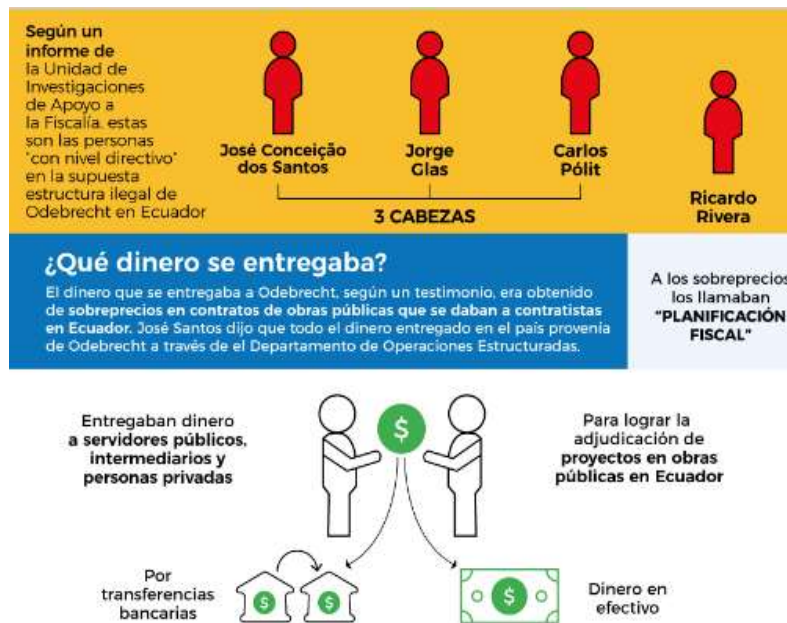 Según un
informe de
la Unidad de
Investigaciones
de Apoyo a
la Fiscalía, estas
son las personas
"con nivel directivo"
en la supuesta
estructura ilegal de
Odebrecht en Ecuador
José Conceição
dos Santos
Jorge
Glas
Carlos
Pólit
3 CABEZAS
Ricardo
Rivera
¿Qué dinero se entregaba?
El dinero que se entregaba a Odebrecht, según un testimonio, era obtenido
de sobreprecios en contratos de obras públicas que se daban a contratistas
en Ecuador. José Santos dijo que todo el dinero entregado en el país provenía
de Odebrecht a través de el Departamento de Operaciones Estructuradas.
A los sobreprecios
los llamaban
"PLANIFICACIÓN
FISCAL"
Entregaban dinero
a servidores públicos,
intermediarios y
personas privadas
$
Para lograr la
adjudicación de
proyectos en obras
públicas en Ecuador
Por
transferencias
bancarias
$
$
$
Dinero en
efectivo